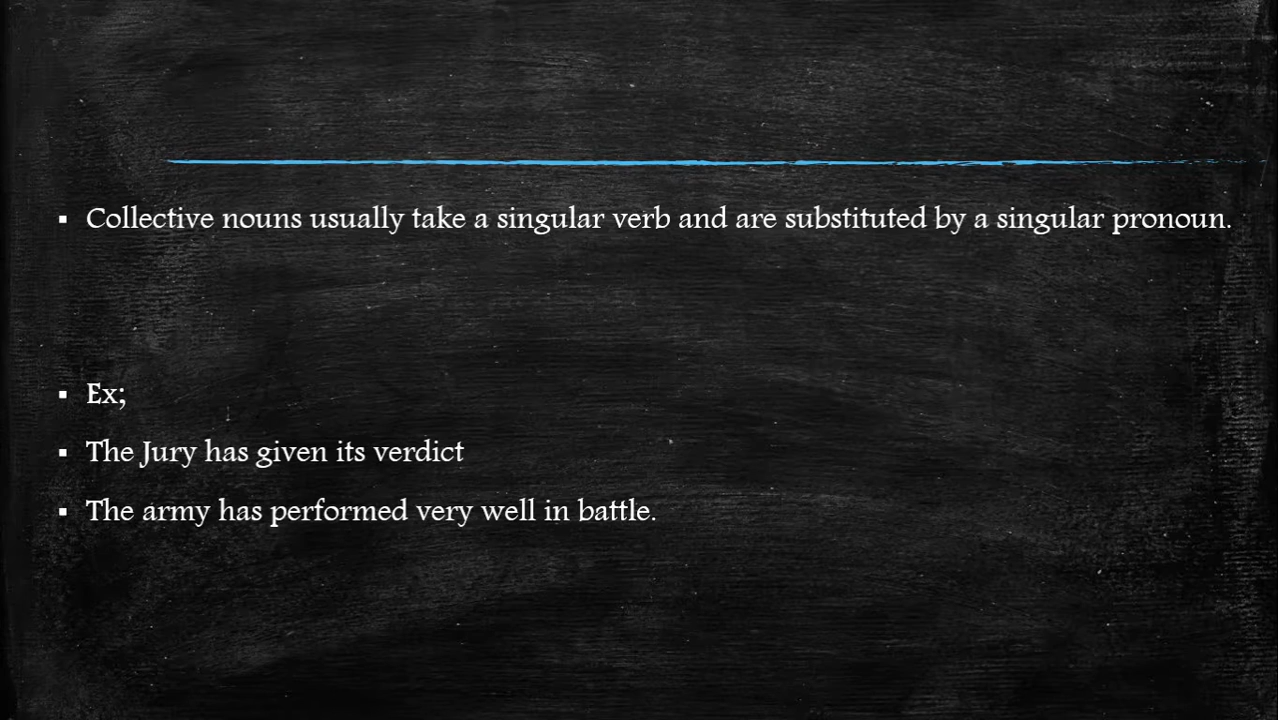 ▪ Collective nouns usually take a singular verb and are substituted by a singular pronoun.
▪ Ex;
▪ The Jury has given its verdict
▪ The army has performed very well in battle.